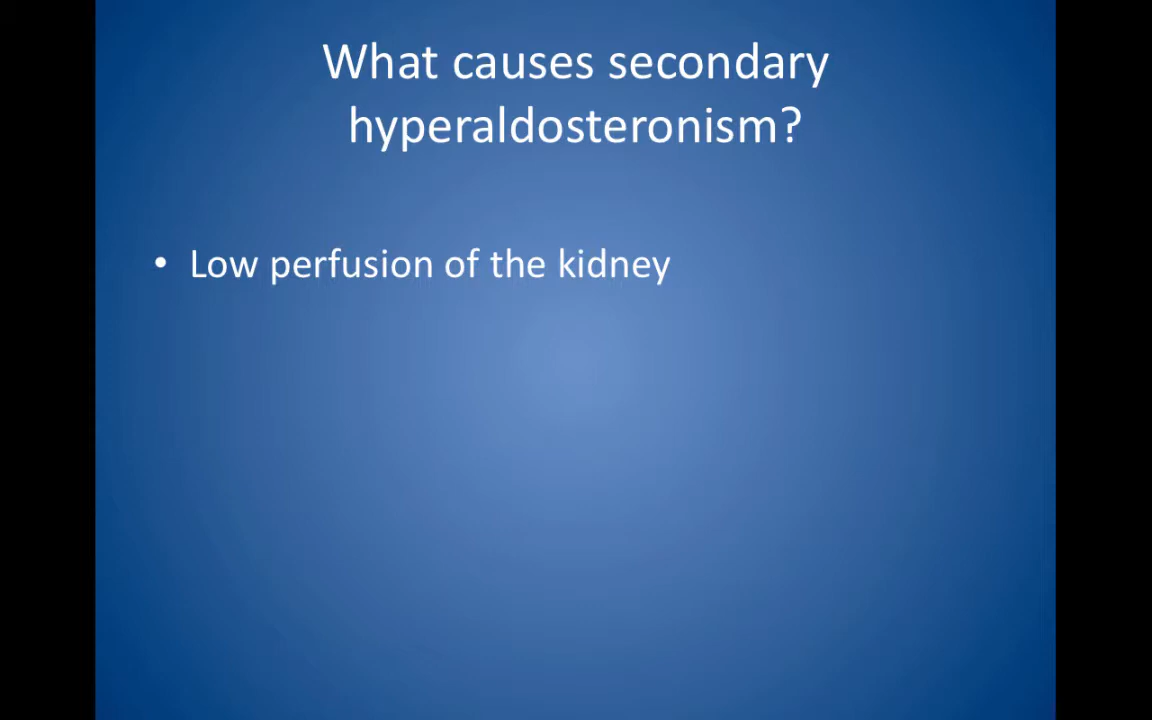 What causes secondary
hyperaldosteronism?
• Low perfusion of the kidney